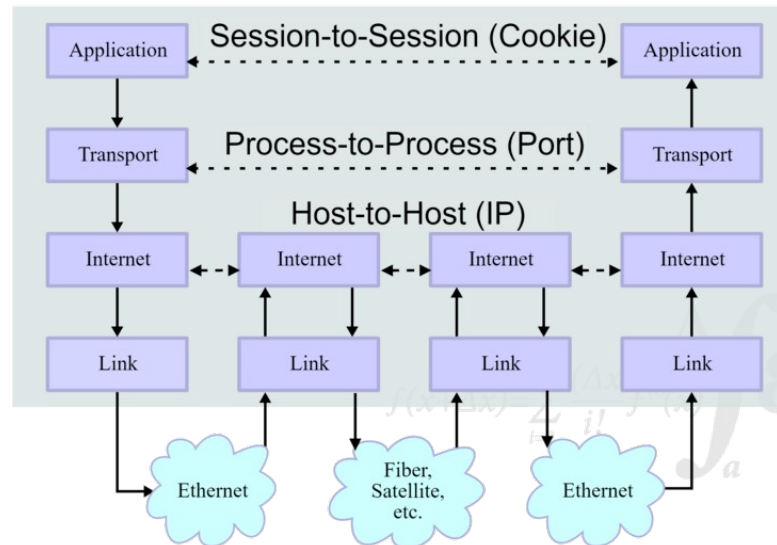 Session-to-Session (Cookie)
Application
Application
Process-to-Process (Port)
Transport
Transport
Host-to-Host (IP)
Internet
Internet
Internet
Internet
Link
Link
Link
Link
Ethernet
Fiber,
Satellite,
etc.
Ethernet